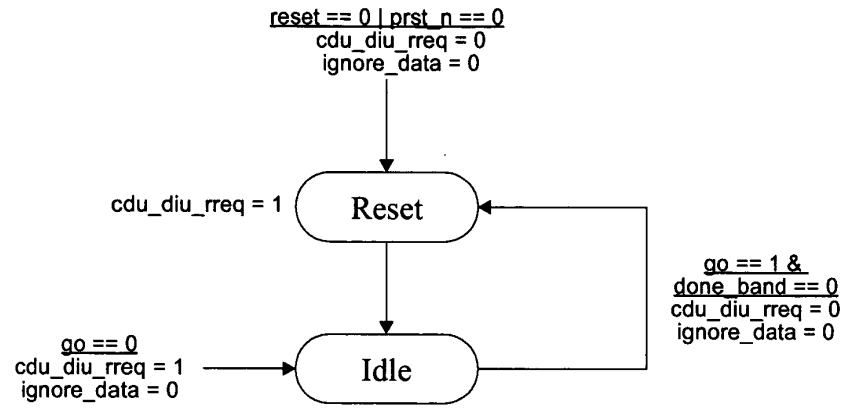 reset == 0 | prst_n == 0
cdu_diu_rreq = 0
ignore_data = 0
cdu_diu_rreq = 1
Reset
go == 1 &
done_band == 0
cdu_diu_rreq = 0
ignore_data = 0
go == 0
cdu_diu_rreq = 1
ignore_data = 0
Idle